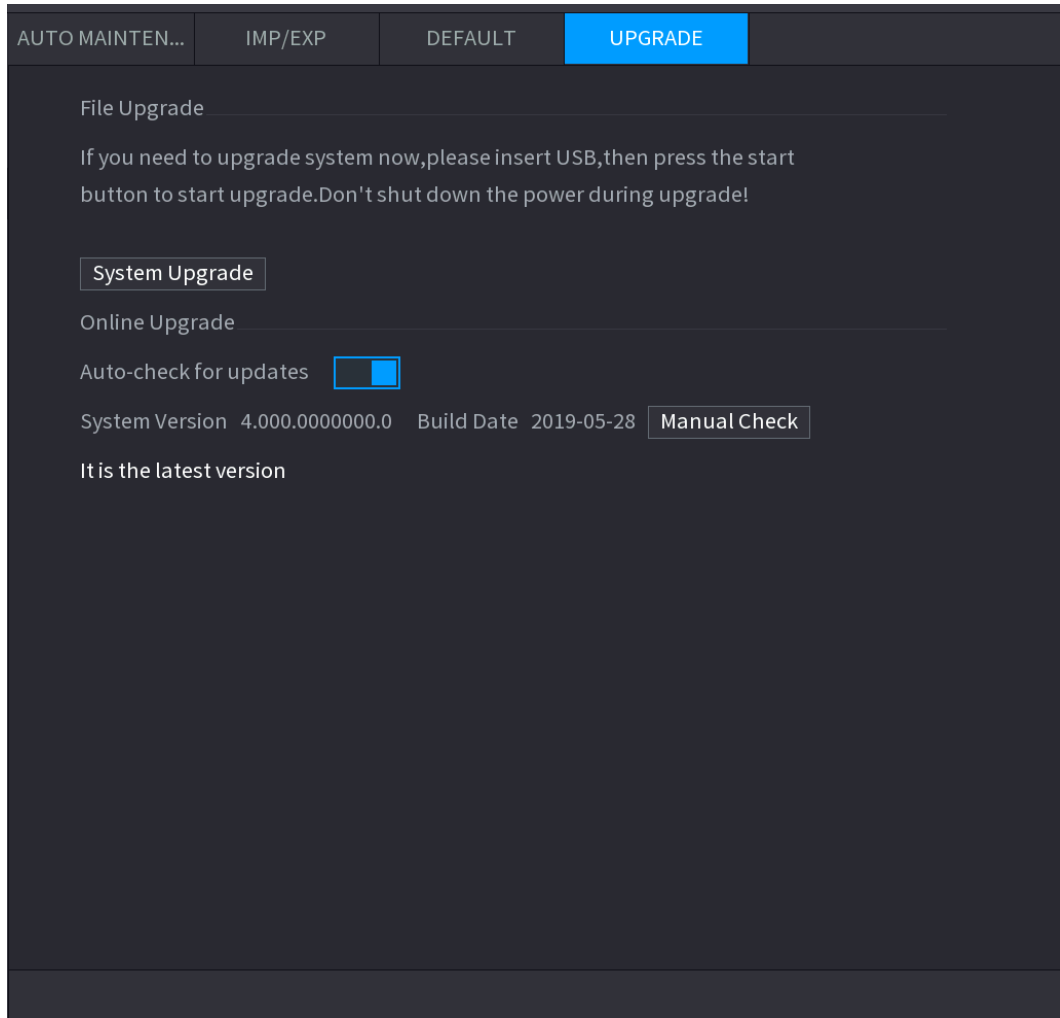 AUTO MAINTEN... IMP/EXP DEFAULT UPGRADE
File Upgrade
If you need to upgrade system now,please insert USB,then press the start
button to start upgrade.Don't shut down the power during upgrade!
System Upgrade
Online Upgrade
Auto-check for updates
System Version 4.000.0000000.0 Build Date 2019-05-28 Manual Check
It is the latest version